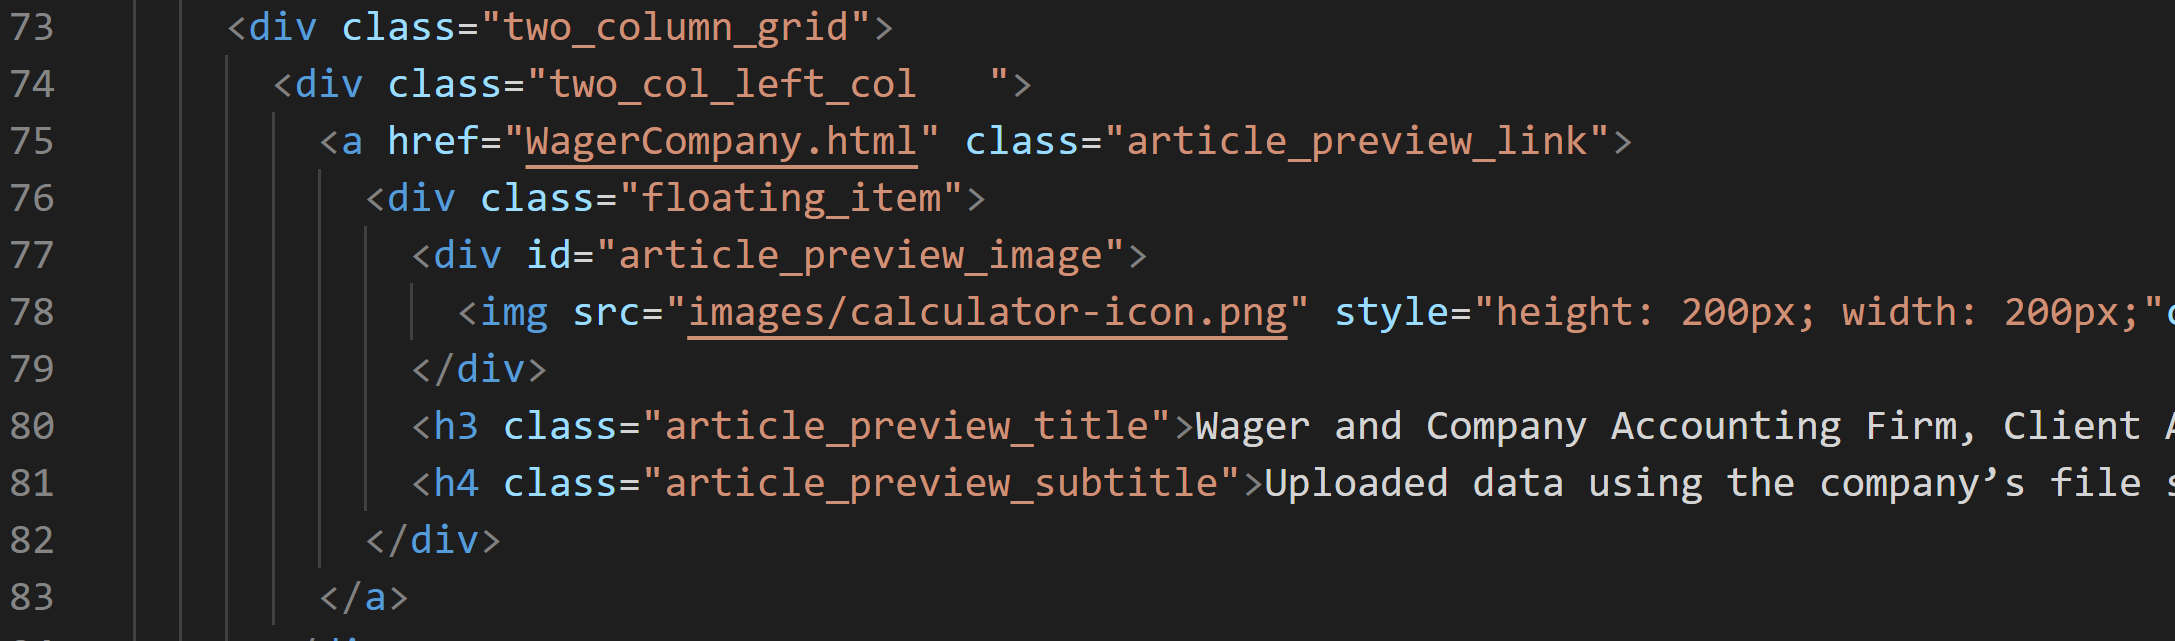 73 <div class="two_column_grid">
74 <div class="two_col_left_col   ">
75 <a href="WagerCompany.html" class="article_preview_link">
76 <div class="floating_item">
77 <div id="article_preview_image">
78 <img src="images/calculator-icon.png" style="height: 200px; width: 200px;"c
79 </div>
80 <h3 class="article_preview_title">Wager and Company Accounting Firm, Client A
81 <h4 class="article_preview_subtitle">Uploaded data using the company’s file s
82 </div>
83 </a>